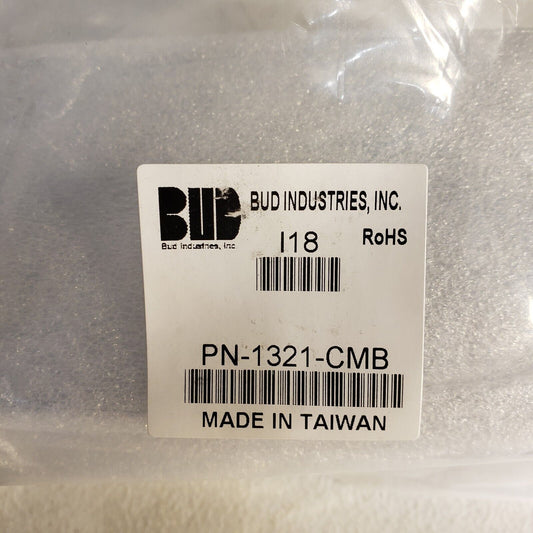 BUD
Bud Industries, Inc.
BUD INDUSTRIES, INC.
I18
RoHS
PN-1321-CMB
MADE IN TAIWAN